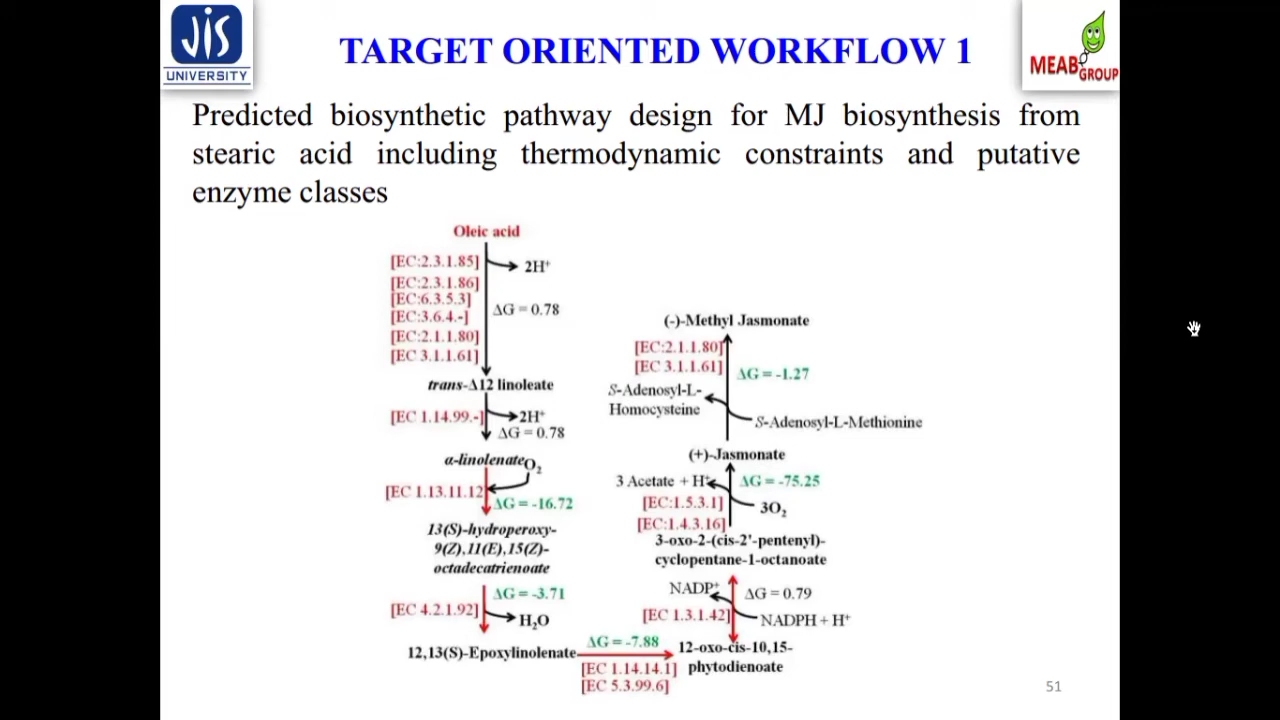 JIS
UNIVERSITY
TARGET ORIENTED WORKFLOW 1
MEAB GROUP
Predicted biosynthetic pathway design for MJ biosynthesis from
stearic acid including thermodynamic constraints and putative
enzyme classes
Oleic acid
[EC:2.3.1.85]
[EC:2.3.1.86]
[EC:6.3.5.3]
[EC:3.6.4.-]
[EC:2.1.1.80]
[EC 3.1.1.61]
2H⁺
ΔG = 0.78
trans-Δ12 linoleate
[EC 1.14.99.-]
2H⁺
ΔG = 0.78
α-linolenate
O₂
[EC 1.13.11.12]
ΔG = -16.72
13(S)-hydroperoxy-
9(Z),11(E),15(Z)-
octadecatrienoate
ΔG = -3.71
[EC 4.2.1.92]
H₂O
12,13(S)-Epoxylinolenate
ΔG = -7.88
[EC 1.14.14.1]
[EC 5.3.99.6]
12-oxo-cis-10,15-
phytodienoate
NADP⁺
ΔG = 0.79
[EC 1.3.1.42]
NADPH + H⁺
3-oxo-2-(cis-2'-pentenyl)-
cyclopentane-1-octanoate
3 Acetate + H⁺
ΔG = -75.25
[EC:1.5.3.1]
3O₂
[EC:1.4.3.16]
(+)-Jasmonate
S-Adenosyl-L-
Homocysteine
S-Adenosyl-L-Methionine
[EC:2.1.1.80]
[EC 3.1.1.61]
ΔG = -1.27
(-)-Methyl Jasmonate
51